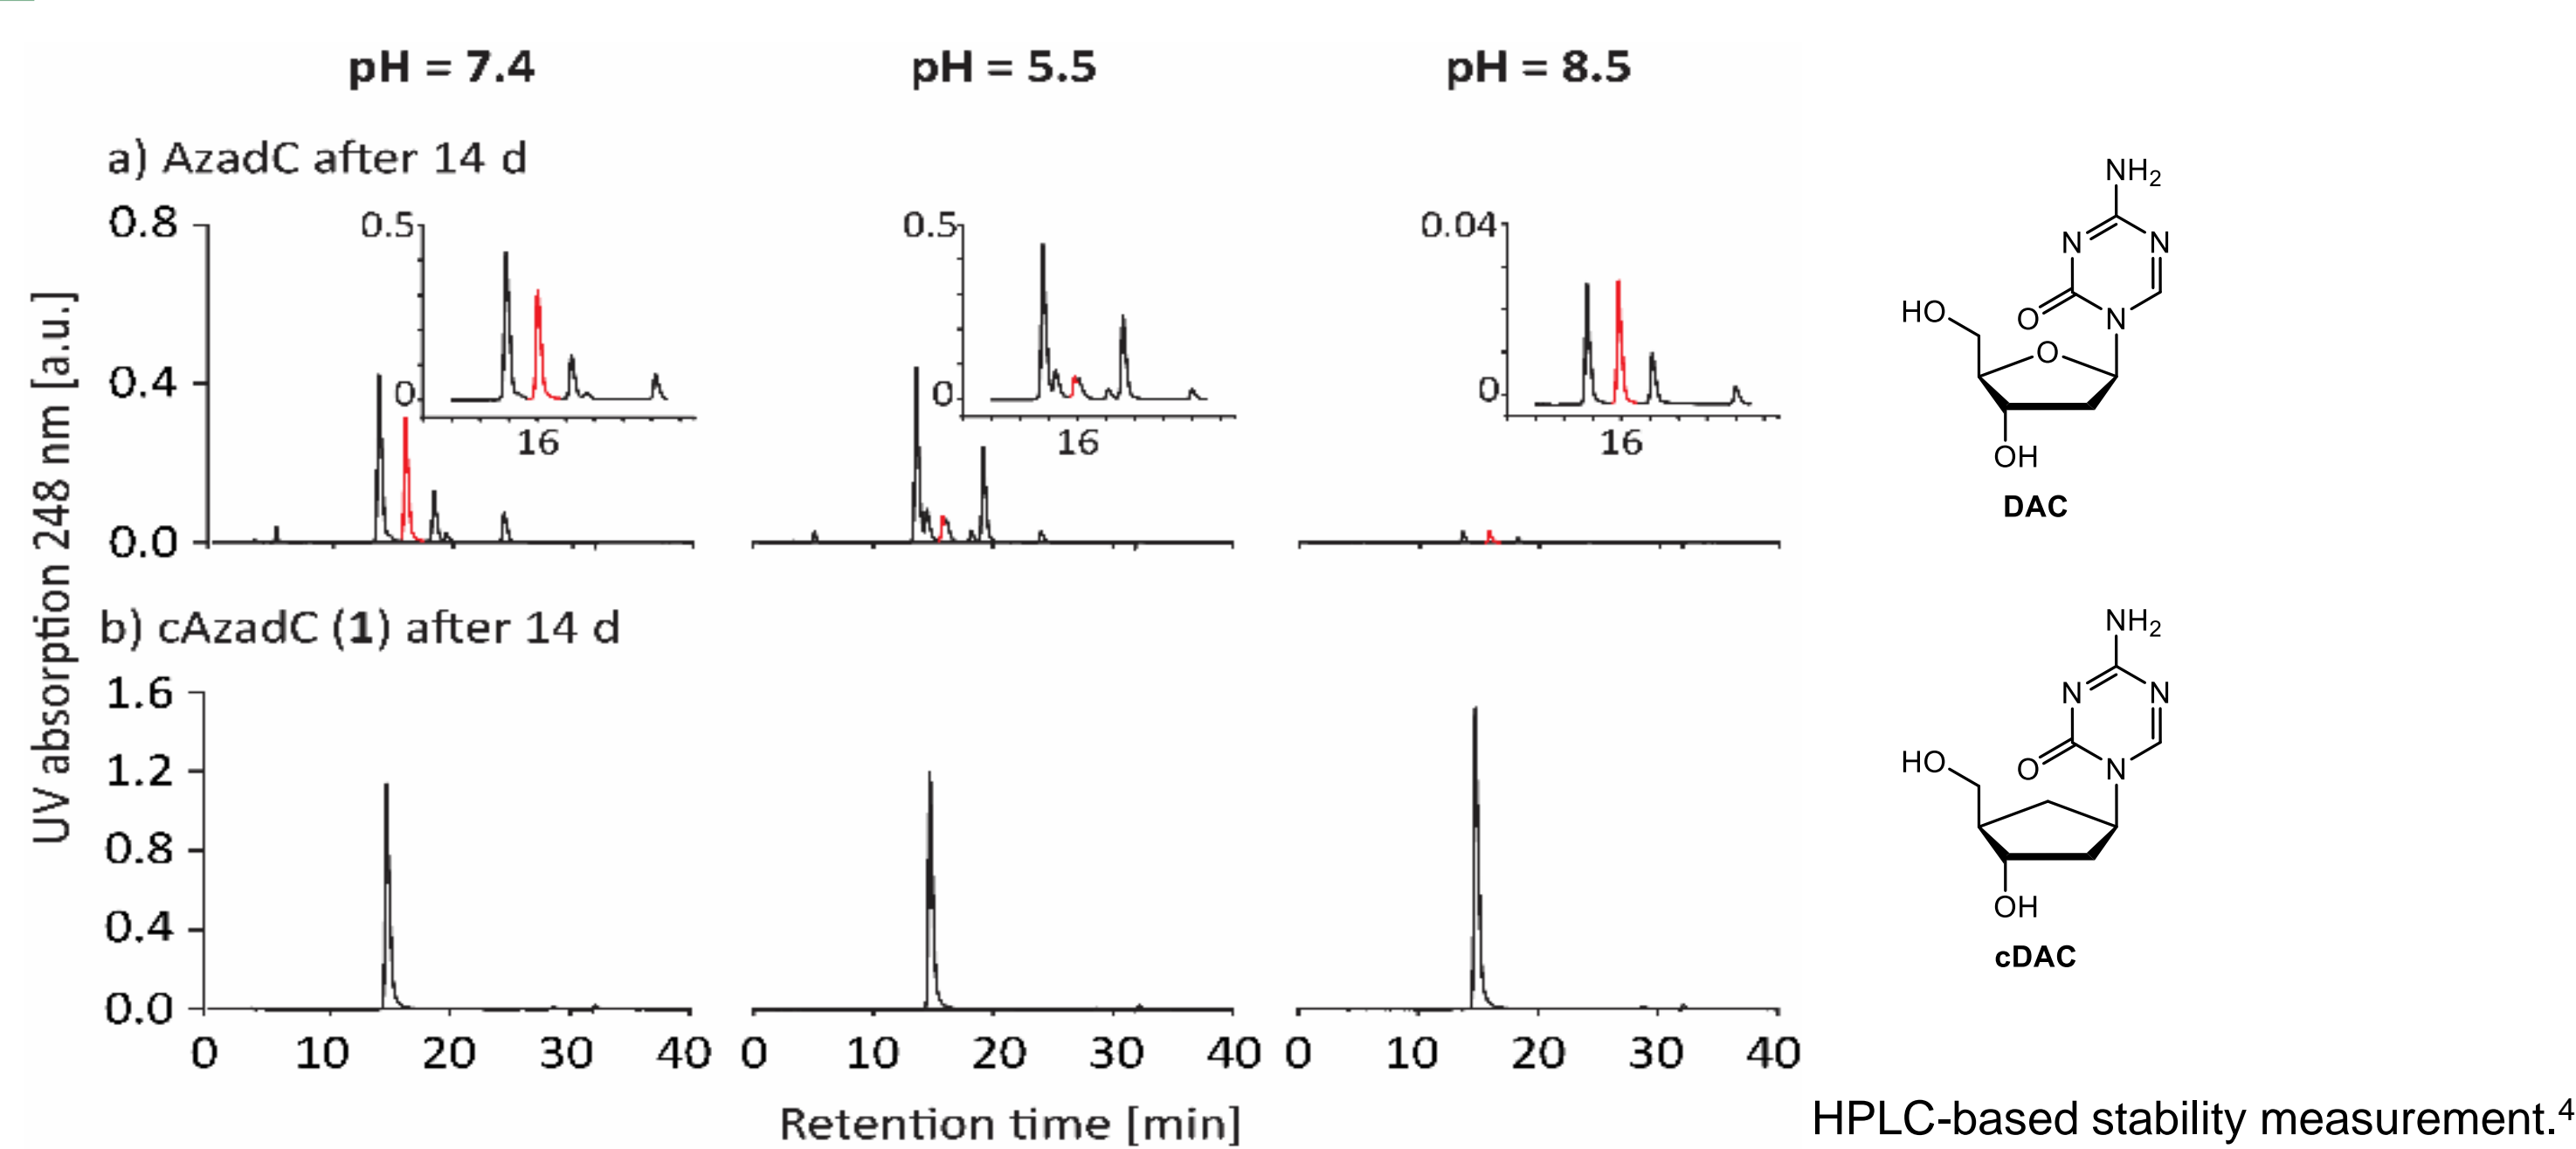 pH = 7.4
pH = 5.5
pH = 8.5
a) AzadC after 14 d
0.8
0.4
0.0
0.5
0
16
0.5
0
16
0.04
0
16
UV absorption 248 nm [a.u.]
b) cAzadC (1) after 14 d
1.6
1.2
0.8
0.4
0.0
0 10 20 30 40
0 10 20 30 40
0 10 20 30 40
Retention time [min]
NH2
N N
O N
HO O
OH
DAC
NH2
N N
O N
HO
OH
cDAC
HPLC-based stability measurement.4